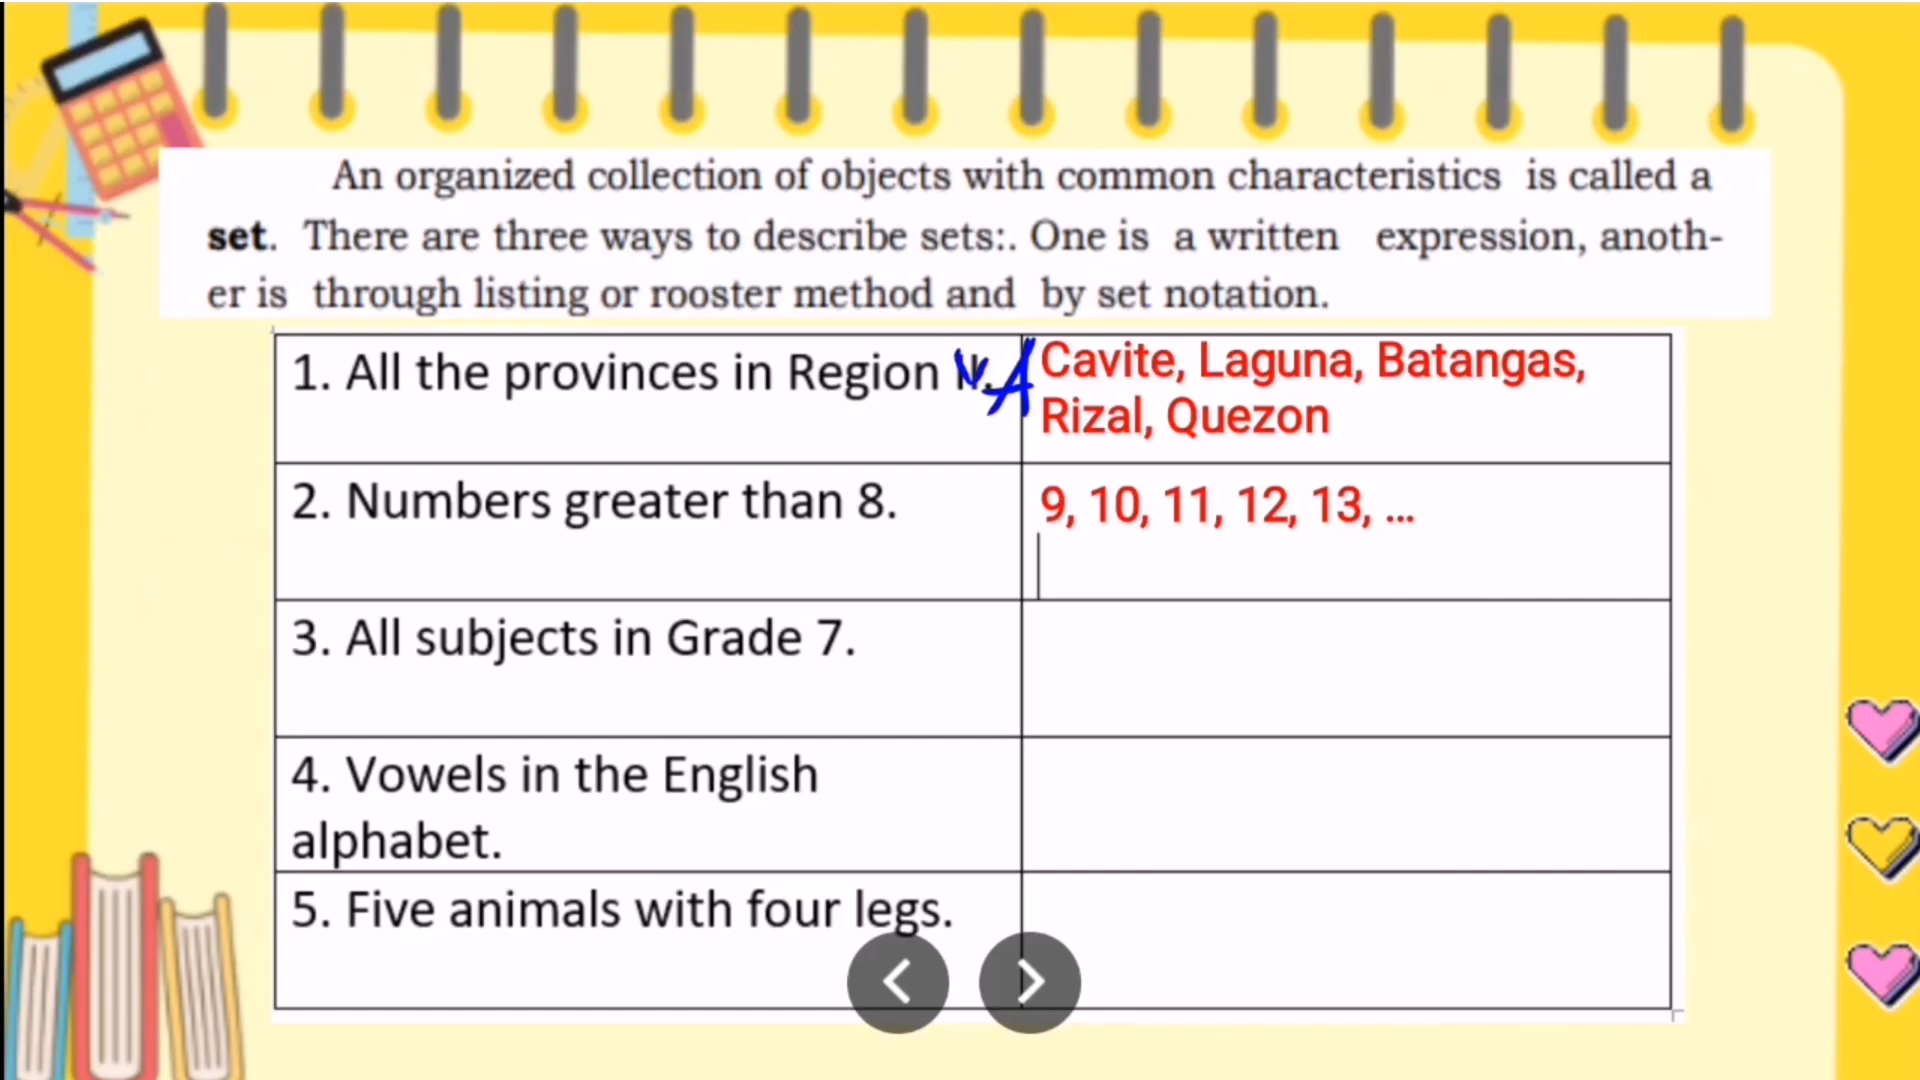 An organized collection of objects with common characteristics is called a
set. There are three ways to describe sets:. One is a written expression, anoth-
er is through listing or rooster method and by set notation.
1. All the provinces in Region IV.A
Cavite, Laguna, Batangas,
Rizal, Quezon
2. Numbers greater than 8.
9, 10, 11, 12, 13, ...
3. All subjects in Grade 7.
4. Vowels in the English
alphabet.
5. Five animals with four legs.